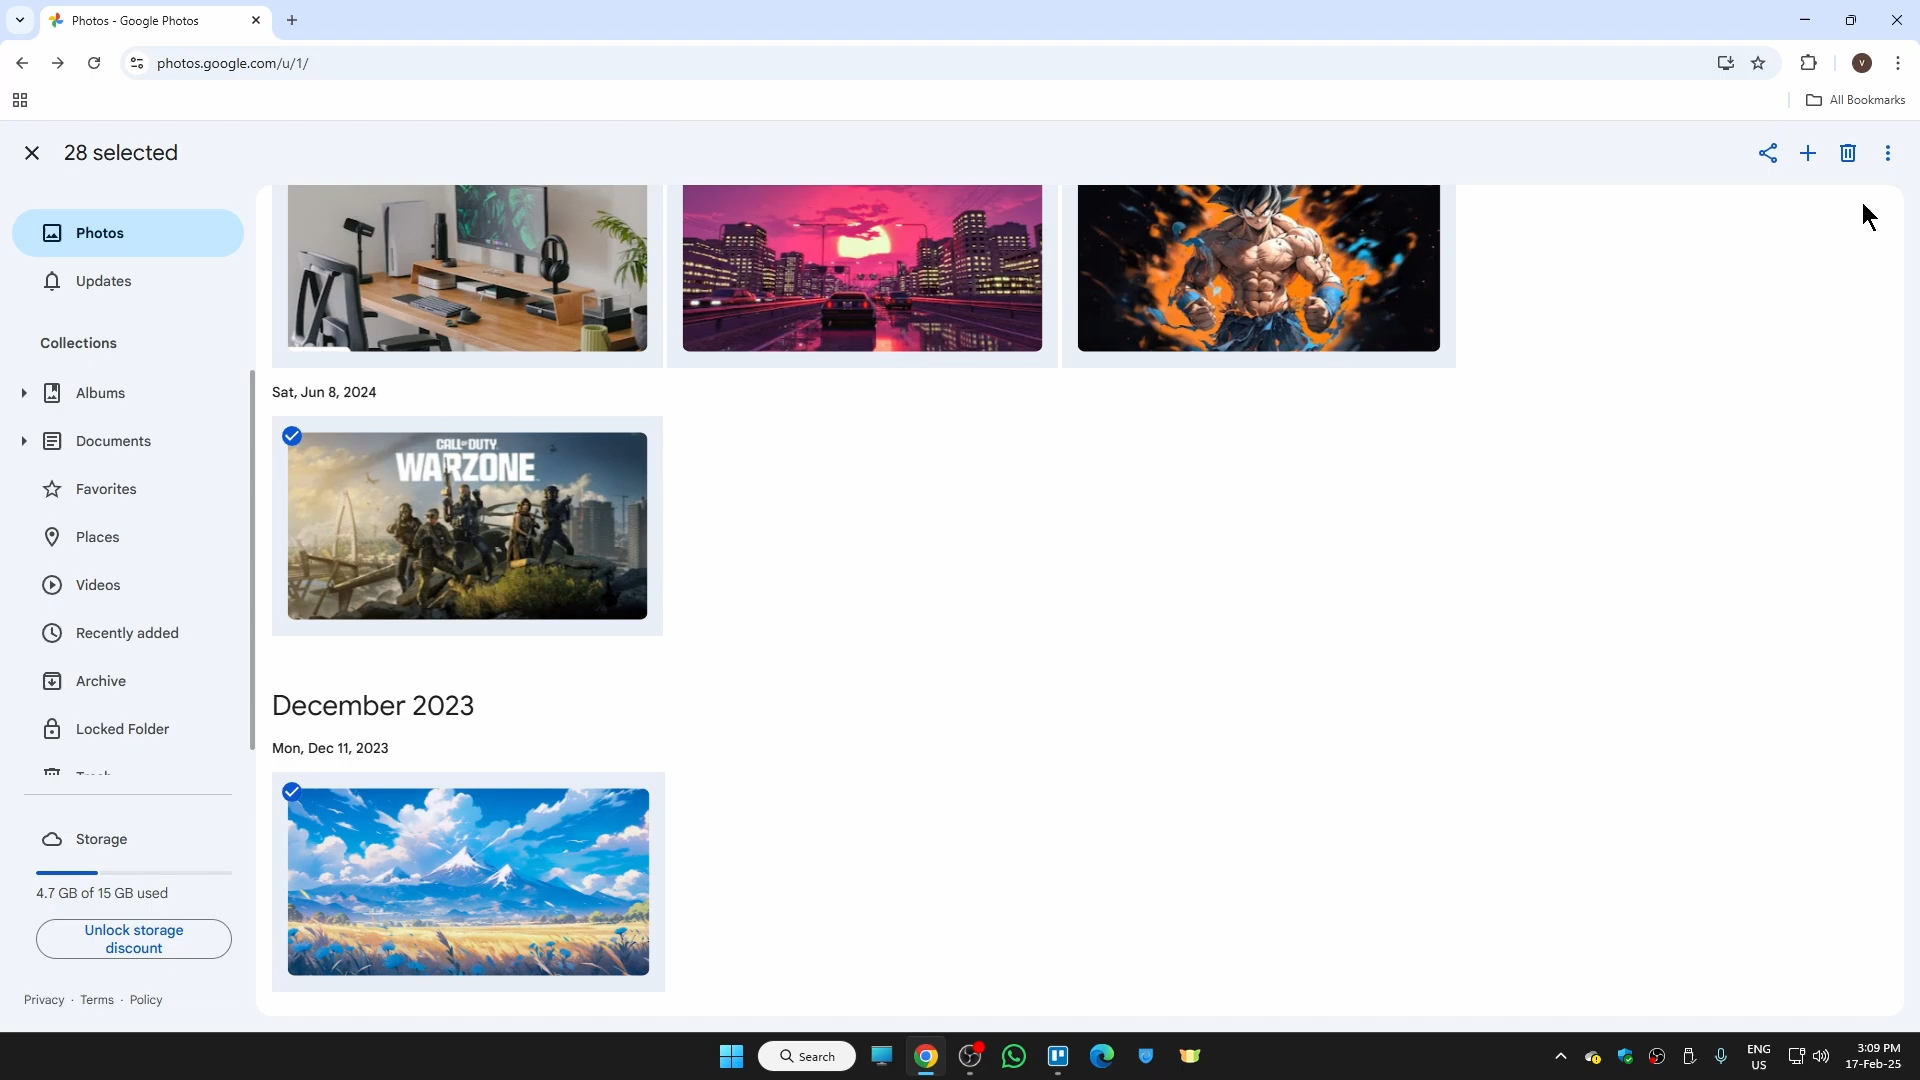 Photos - Google Photos
photos.google.com/u/1/
V
All Bookmarks
28 selected
Photos
Updates
Collections
Albums
Documents
Favorites
Places
Videos
Recently added
Archive
Locked Folder
Trash
Storage
4.7 GB of 15 GB used
Unlock storage
discount
Privacy · Terms · Policy
Sat, Jun 8, 2024
CALL OF DUTY
WARZONE
December 2023
Mon, Dec 11, 2023
Search
ENG
US
3:09 PM
17-Feb-25